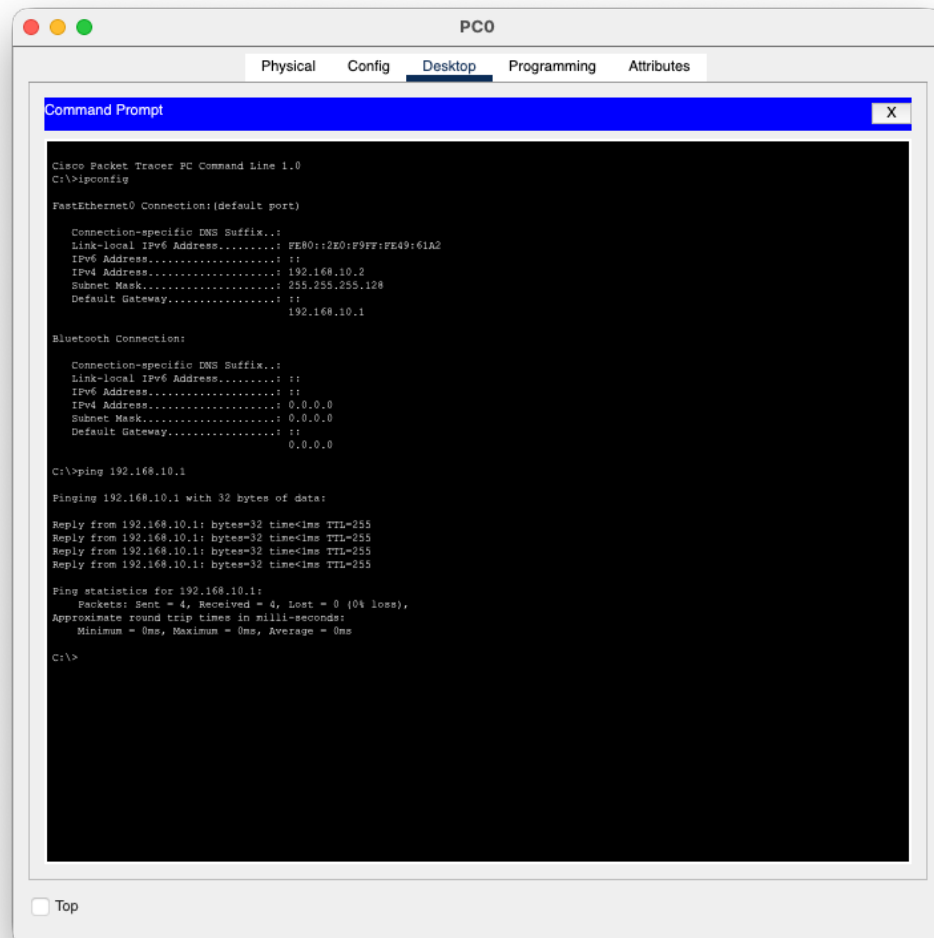 PC0
Physical Config Desktop Programming Attributes
Command Prompt
X
Cisco Packet Tracer PC Command Line 1.0
C:\>ipconfig
FastEthernet0 Connection:(default port)
Connection-specific DNS Suffix..:
Link-local IPv6 Address.........: FE80::2E0:F9FF:FE49:61A2
IPv6 Address....................: ::
IPv4 Address....................: 192.168.10.2
Subnet Mask.....................: 255.255.255.128
Default Gateway.................: ::
192.168.10.1
Bluetooth Connection:
Connection-specific DNS Suffix..:
Link-local IPv6 Address.........: ::
IPv6 Address....................: ::
IPv4 Address....................: 0.0.0.0
Subnet Mask.....................: 0.0.0.0
Default Gateway.................: ::
0.0.0.0
C:\>ping 192.168.10.1
Pinging 192.168.10.1 with 32 bytes of data:
Reply from 192.168.10.1: bytes=32 time<1ms TTL=255
Reply from 192.168.10.1: bytes=32 time<1ms TTL=255
Reply from 192.168.10.1: bytes=32 time<1ms TTL=255
Reply from 192.168.10.1: bytes=32 time<1ms TTL=255
Ping statistics for 192.168.10.1:
Packets: Sent = 4, Received = 4, Lost = 0 (0% loss),
Approximate round trip times in milli-seconds:
Minimum = 0ms, Maximum = 0ms, Average = 0ms
C:\>
Top